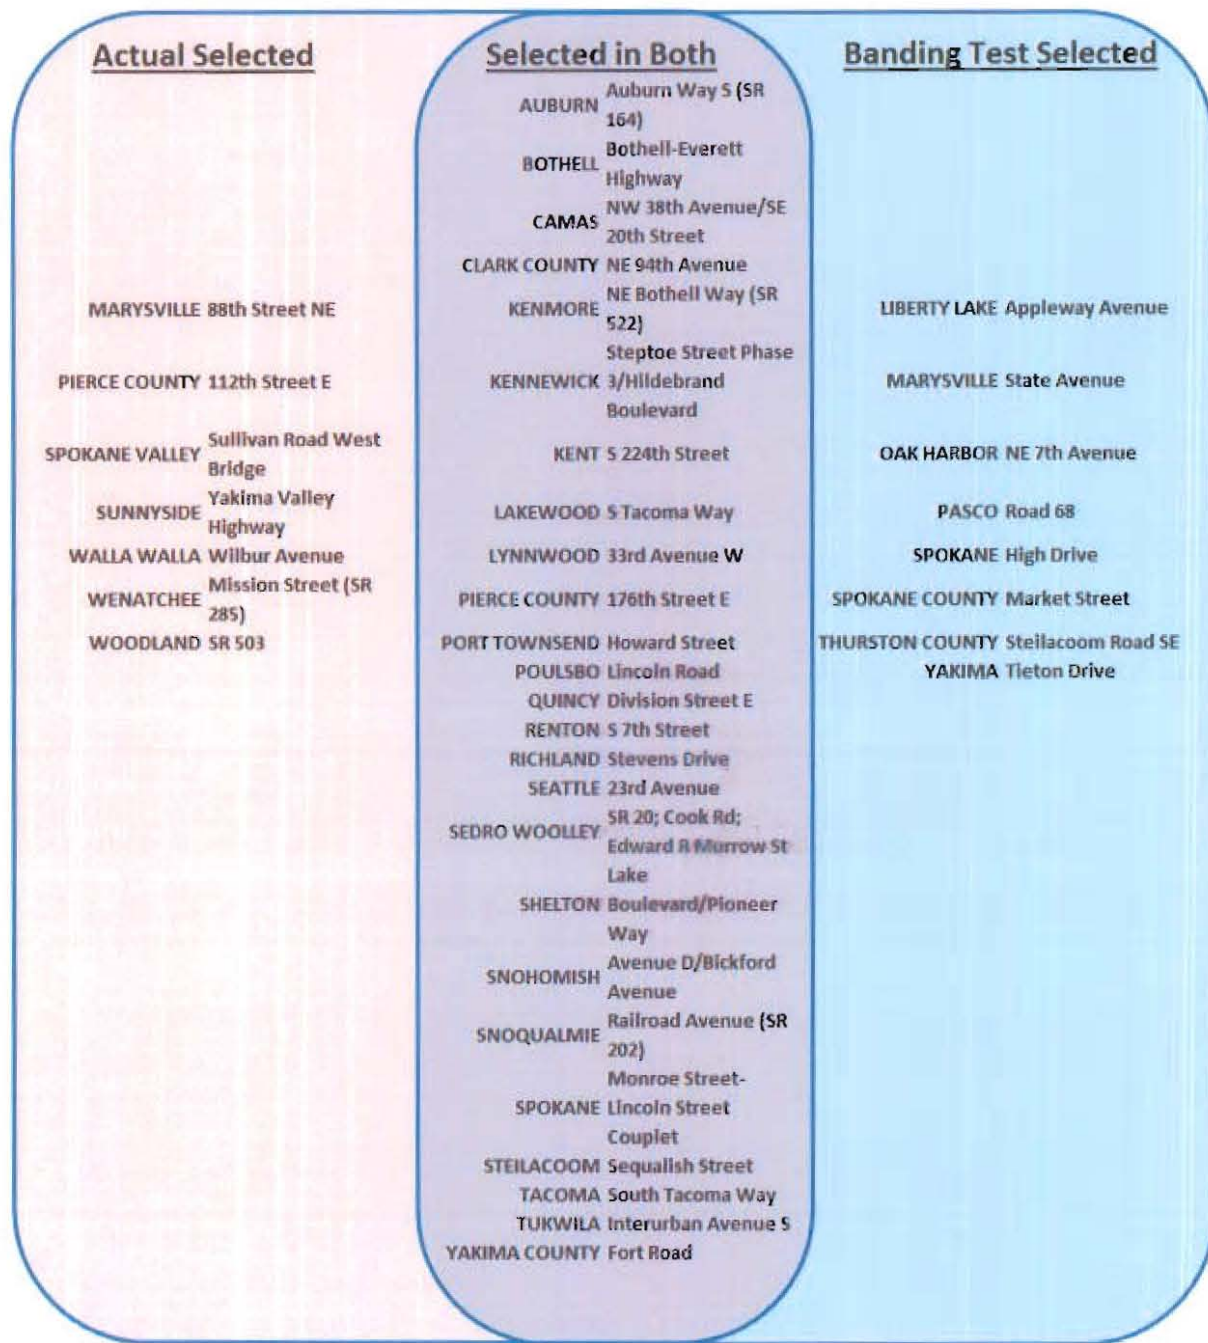 Actual Selected
MARYSVILLE 88th Street NE
PIERCE COUNTY 112th Street E
SPOKANE VALLEY Sullivan Road West
Bridge
SUNNYSIDE Yakima Valley
Highway
WALLA WALLA Wilbur Avenue
WENATCHEE Mission Street (SR
285)
WOODLAND SR 503
Selected in Both
AUBURN Auburn Way S (SR
164)
BOTHELL Bothell-Everett
Highway
CAMAS NW 38th Avenue/SE
20th Street
CLARK COUNTY NE 94th Avenue
KENMORE NE Bothell Way (SR
522)
Steptoe Street Phase
KENNEWICK 3/Hildebrand
Boulevard
KENT S 224th Street
LAKEWOOD S Tacoma Way
LYNNWOOD 33rd Avenue W
PIERCE COUNTY 176th Street E
PORT TOWNSEND Howard Street
POULSBO Lincoln Road
QUINCY Division Street E
RENTON S 7th Street
RICHLAND Stevens Drive
SEATTLE 23rd Avenue
SEDRO WOOLLEY SR 20; Cook Rd;
Edward R Murrow St
Lake
SHELTON Boulevard/Pioneer
Way
SNOHOMISH Avenue D/Bickford
Avenue
SNOQUALMIE Railroad Avenue (SR
202)
Monroe Street-
SPOKANE Lincoln Street
Couplet
STEILACOOM Sequalish Street
TACOMA South Tacoma Way
TUKWILA Interurban Avenue S
YAKIMA COUNTY Fort Road
Banding Test Selected
LIBERTY LAKE Appleway Avenue
MARYSVILLE State Avenue
OAK HARBOR NE 7th Avenue
PASCO Road 68
SPOKANE High Drive
SPOKANE COUNTY Market Street
THURSTON COUNTY Steilacoom Road SE
YAKIMA Tieton Drive